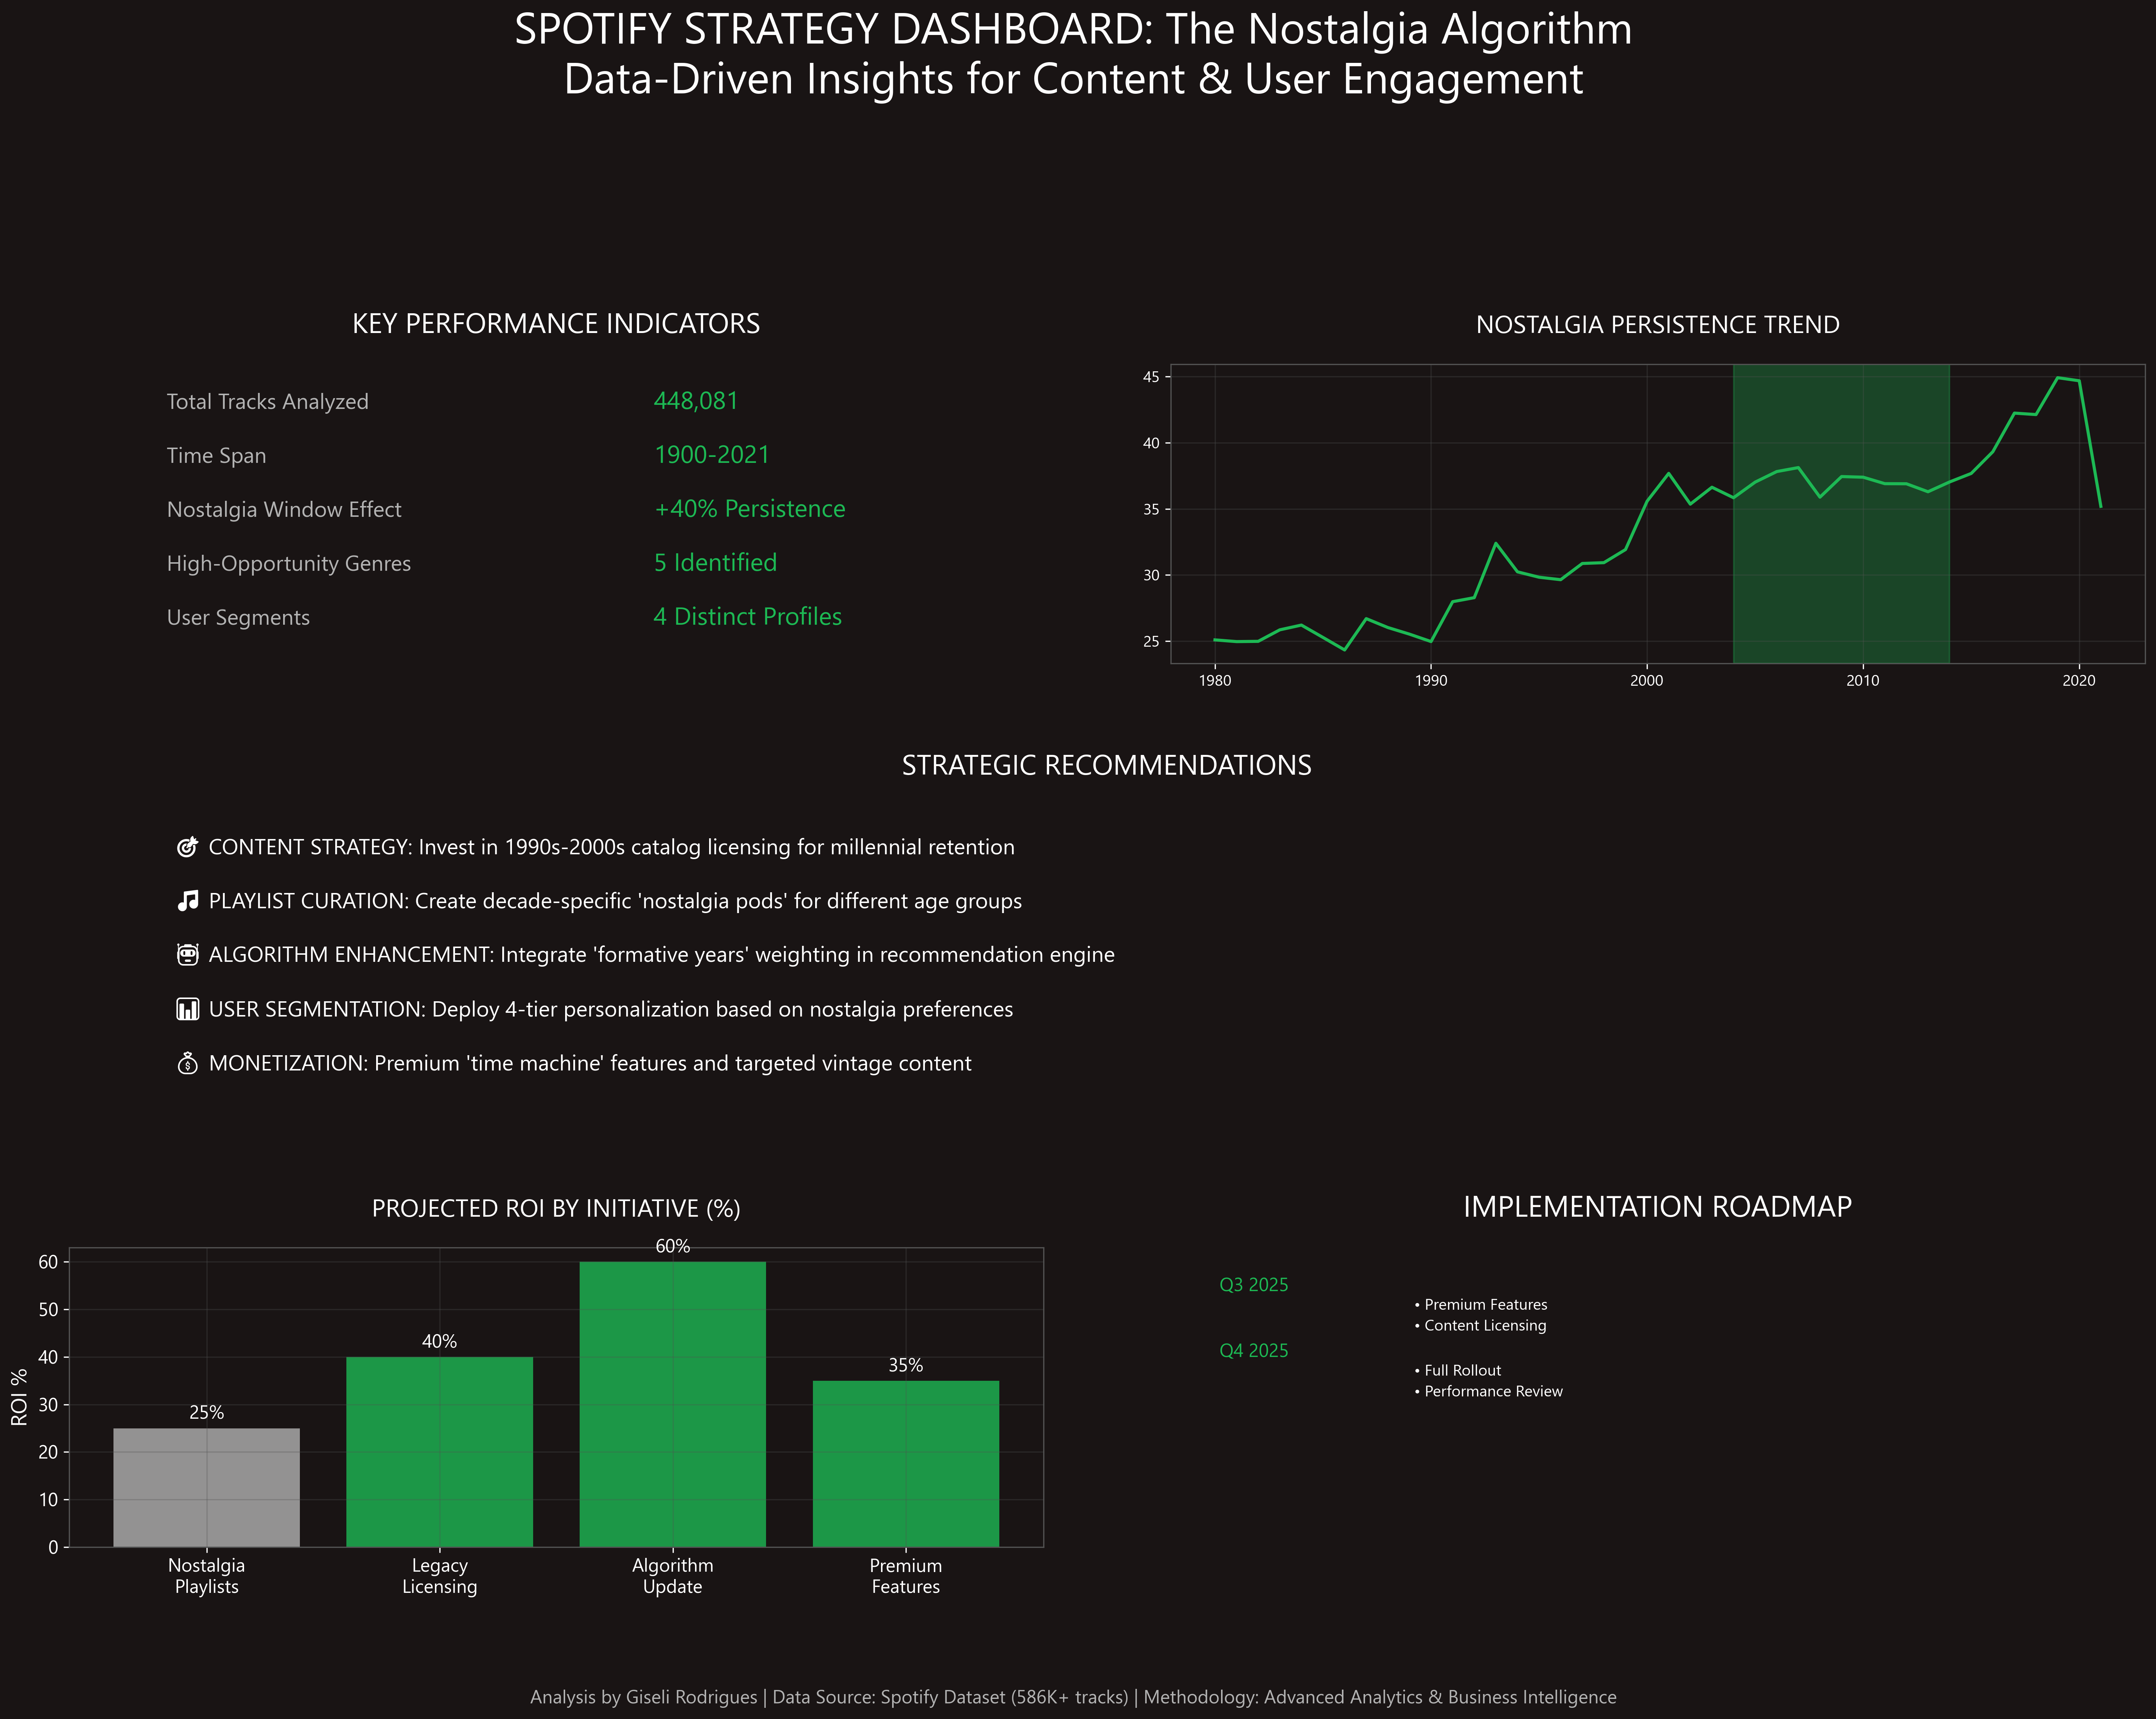 SPOTIFY STRATEGY DASHBOARD: The Nostalgia Algorithm
Data-Driven Insights for Content & User Engagement
KEY PERFORMANCE INDICATORS
Total Tracks Analyzed 448,081
Time Span 1900-2021
Nostalgia Window Effect +40% Persistence
High-Opportunity Genres 5 Identified
User Segments 4 Distinct Profiles
NOSTALGIA PERSISTENCE TREND
45
40
35
30
25
1980 1990 2000 2010 2020
STRATEGIC RECOMMENDATIONS
CONTENT STRATEGY: Invest in 1990s-2000s catalog licensing for millennial retention
PLAYLIST CURATION: Create decade-specific 'nostalgia pods' for different age groups
ALGORITHM ENHANCEMENT: Integrate 'formative years' weighting in recommendation engine
USER SEGMENTATION: Deploy 4-tier personalization based on nostalgia preferences
MONETIZATION: Premium 'time machine' features and targeted vintage content
PROJECTED ROI BY INITIATIVE (%)
ROI %
60
50
40
30
20
10
0
25%
40%
60%
35%
Nostalgia
Playlists
Legacy
Licensing
Algorithm
Update
Premium
Features
IMPLEMENTATION ROADMAP
Q3 2025
• Premium Features
• Content Licensing
Q4 2025
• Full Rollout
• Performance Review
Analysis by Giseli Rodrigues | Data Source: Spotify Dataset (586K+ tracks) | Methodology: Advanced Analytics & Business Intelligence